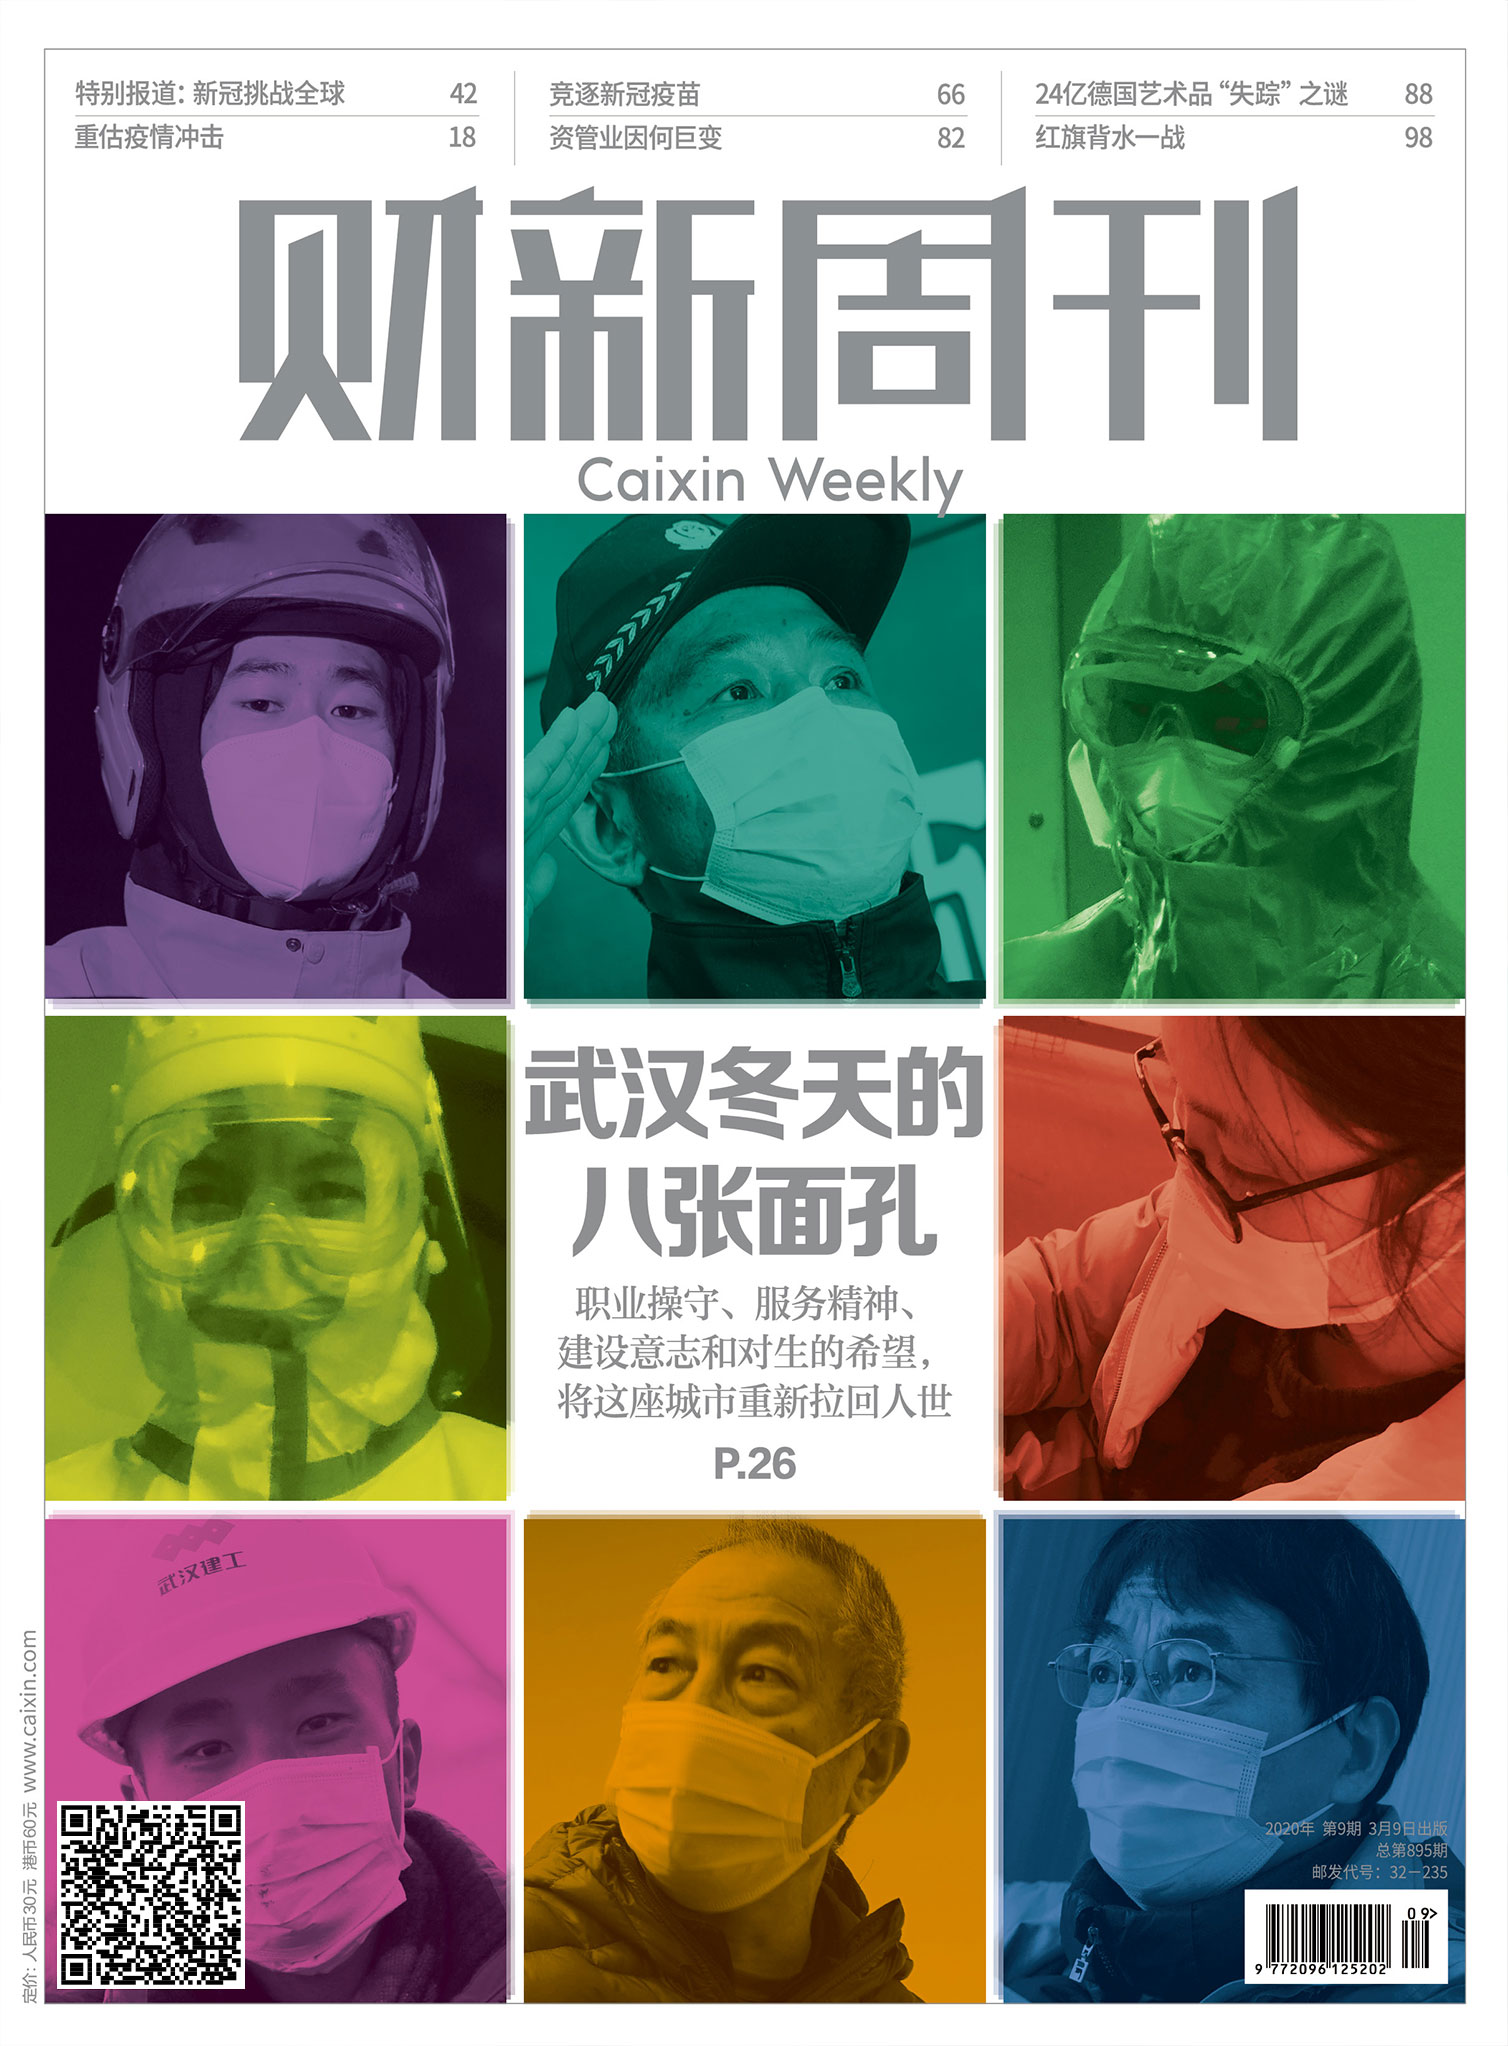 特别报道：新冠挑战全球 42
重估疫情冲击 18
竞逐新冠疫苗 66
资管业因何巨变 82
24亿德国艺术品“失踪”之谜 88
红旗背水一战 98
财新周刊
Caixin Weekly
武汉冬天的
八张面孔
职业操守、服务精神、
建设意志和对生的希望，
将这座城市重新拉回人世
P.26
武汉建工
2020年 第9期 3月9日出版
总第895期
邮发代号：32－235
09>
9 772096 125202
定价：人民币30元 港币60元 www.caixin.com